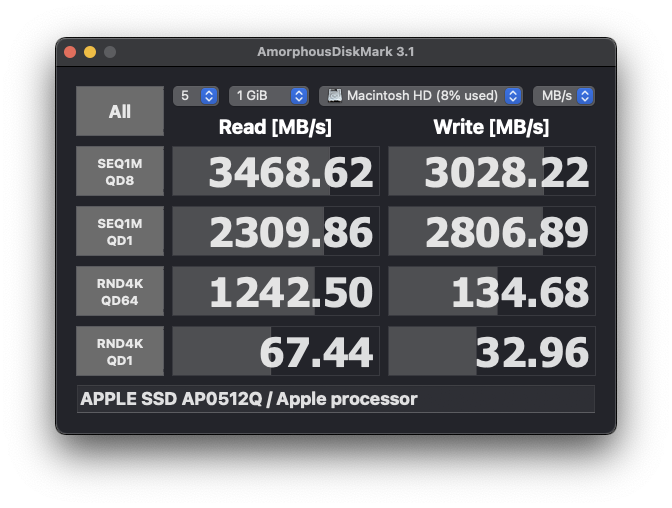 AmorphousDiskMark 3.1
All
5
1 GiB
Macintosh HD (8% used)
MB/s
Read [MB/s]
Write [MB/s]
SEQ1M
QD8
3468.62
3028.22
SEQ1M
QD1
2309.86
2806.89
RND4K
QD64
1242.50
134.68
RND4K
QD1
67.44
32.96
APPLE SSD AP0512Q / Apple processor